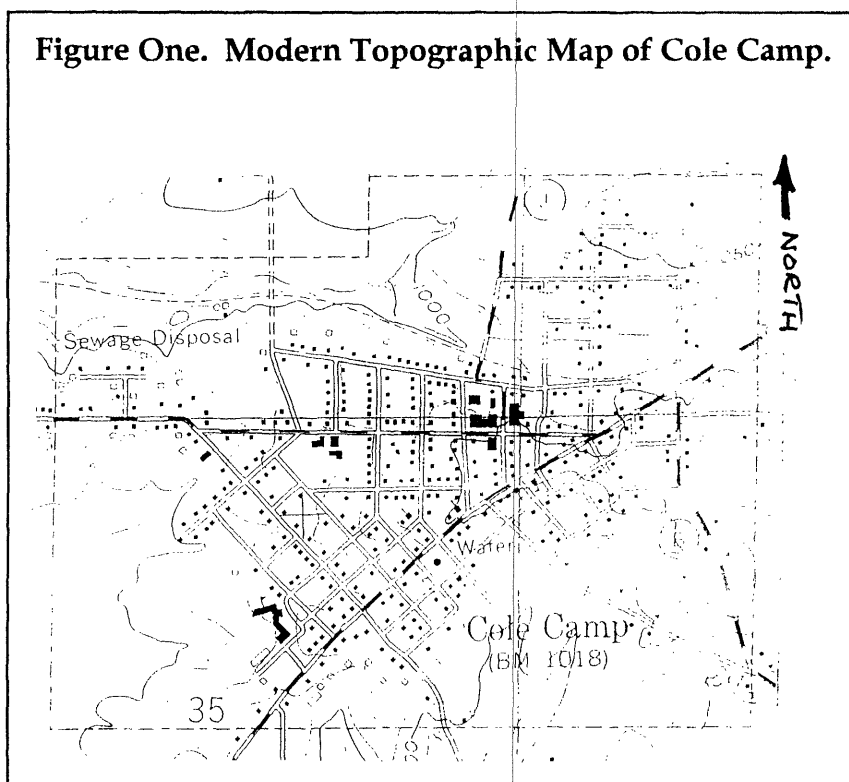 Figure One. Modern Topographic Map of Cole Camp.
J
NORTH
Sewage Disposal
Water
Cole Camp
(BM 1018)
35